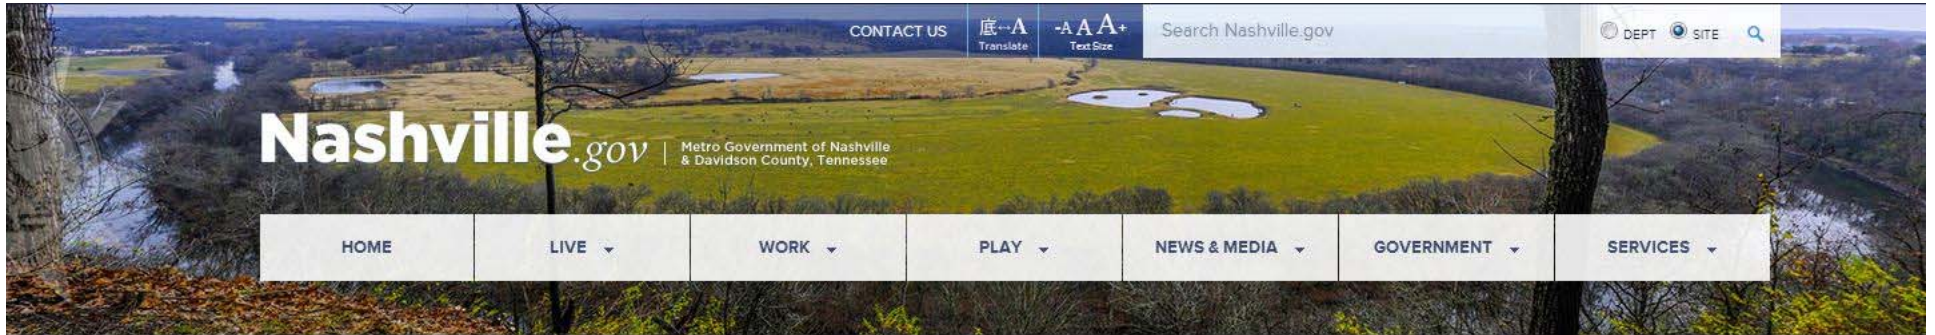 CONTACT US
底↔A
Translate
-A A A+
Text Size
Search Nashville.gov
DEPT
SITE
Nashville.gov
Metro Government of Nashville
& Davidson County, Tennessee
HOME
LIVE
WORK
PLAY
NEWS & MEDIA
GOVERNMENT
SERVICES